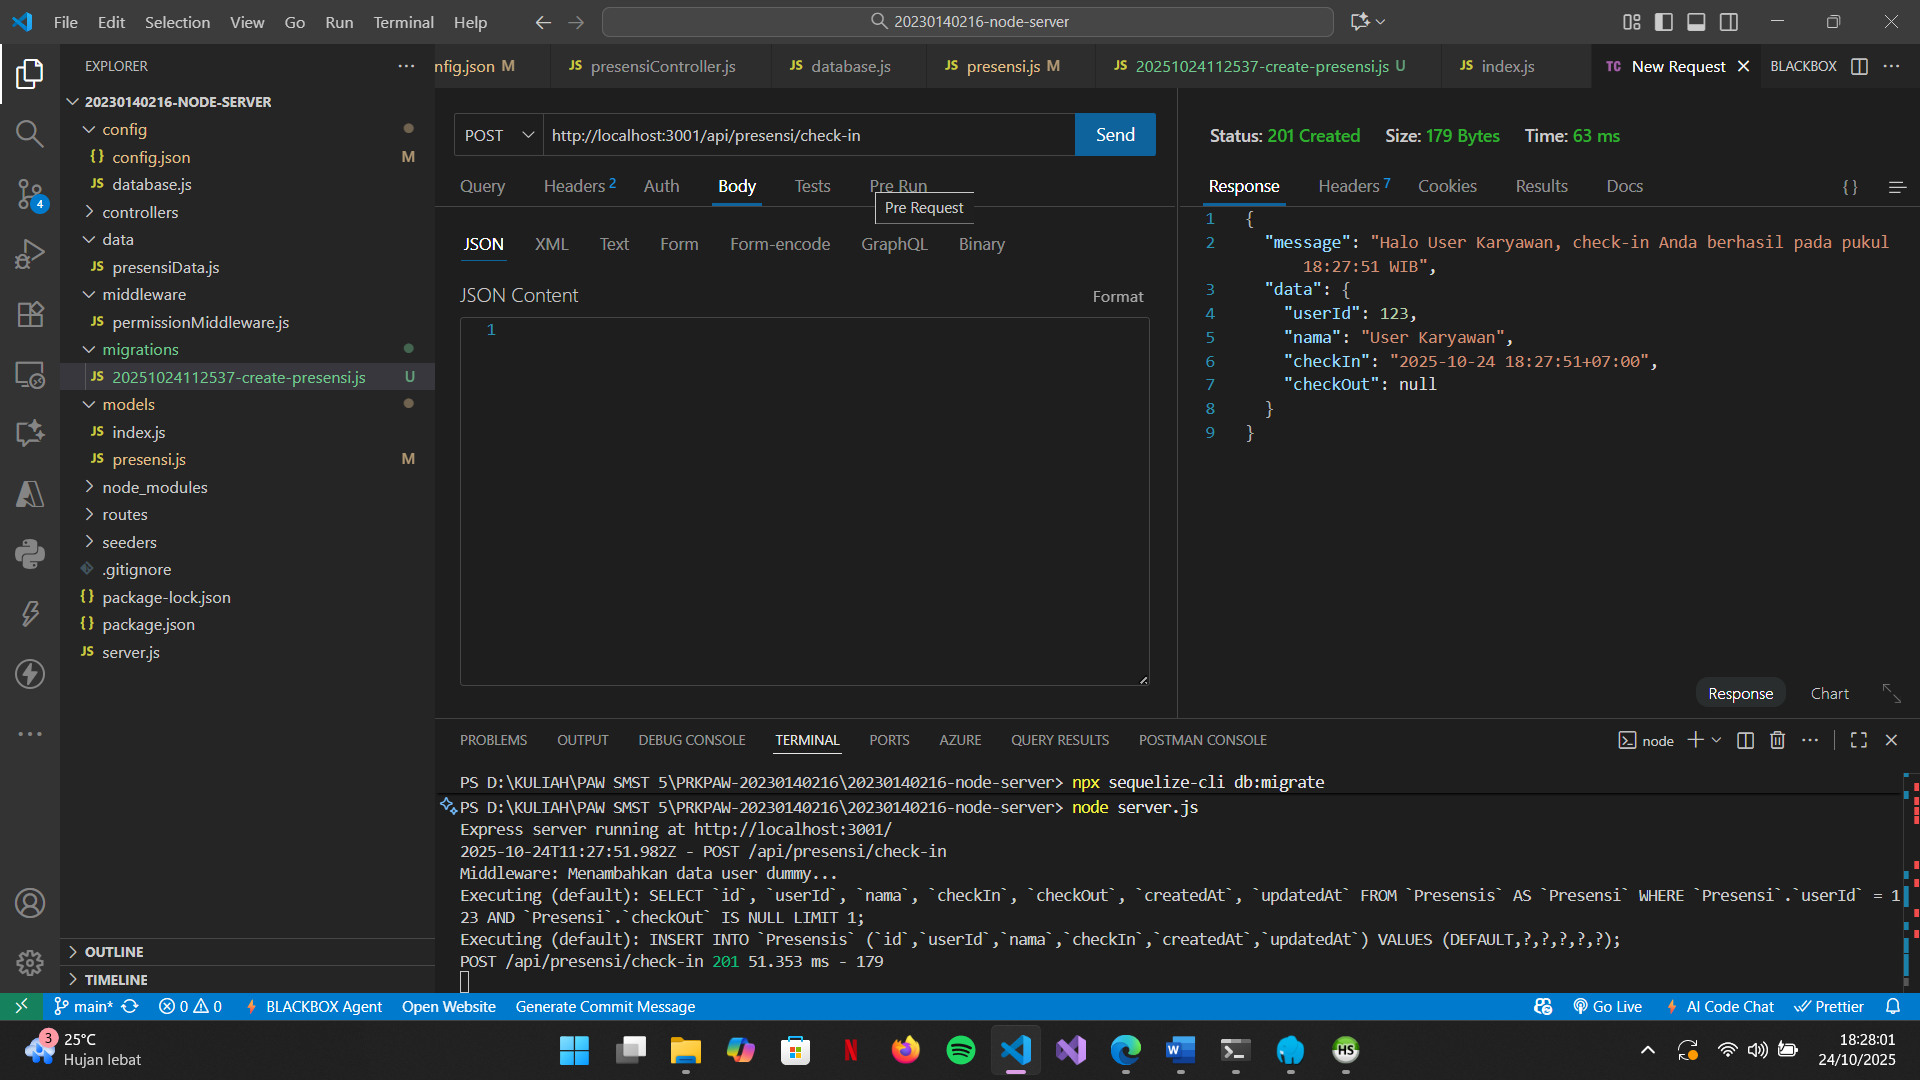 File Edit Selection View Go Run Terminal Help
20230140216-node-server
EXPLORER
nfig.json M
JS presensiController.js
JS database.js
JS presensi.js M
JS 20251024112537-create-presensi.js U
JS index.js
TC New Request
BLACKBOX
20230140216-NODE-SERVER
config
{} config.json M
JS database.js
controllers
data
JS presensiData.js
middleware
JS permissionMiddleware.js
migrations
JS 20251024112537-create-presensi.js U
models
JS index.js
JS presensi.js M
node_modules
routes
seeders
.gitignore
{} package-lock.json
{} package.json
JS server.js
OUTLINE
TIMELINE
4
POST http://localhost:3001/api/presensi/check-in Send
Query Headers 2 Auth Body Tests Pre Run
Pre Request
JSON XML Text Form Form-encode GraphQL Binary
JSON Content Format
1
Status: 201 Created Size: 179 Bytes Time: 63 ms
Response Headers 7 Cookies Results Docs {}
1 {
2 "message": "Halo User Karyawan, check-in Anda berhasil pada pukul
18:27:51 WIB",
3 "data": {
4 "userId": 123,
5 "nama": "User Karyawan",
6 "checkIn": "2025-10-24 18:27:51+07:00",
7 "checkOut": null
8 }
9 }
Response Chart
PROBLEMS OUTPUT DEBUG CONSOLE TERMINAL PORTS AZURE QUERY RESULTS POSTMAN CONSOLE
node
PS D:\KULIAH\PAW SMST 5\PRKPAW-20230140216\20230140216-node-server> npx sequelize-cli db:migrate
PS D:\KULIAH\PAW SMST 5\PRKPAW-20230140216\20230140216-node-server> node server.js
Express server running at http://localhost:3001/
2025-10-24T11:27:51.982Z - POST /api/presensi/check-in
Middleware: Menambahkan data user dummy...
Executing (default): SELECT `id`, `userId`, `nama`, `checkIn`, `checkOut`, `createdAt`, `updatedAt` FROM `Presensis` AS `Presensi` WHERE `Presensi`.`userId` = 1
23 AND `Presensi`.`checkOut` IS NULL LIMIT 1;
Executing (default): INSERT INTO `Presensis` (`id`,`userId`,`nama`,`checkIn`,`createdAt`,`updatedAt`) VALUES (DEFAULT,?,?,?,?,?);
POST /api/presensi/check-in 201 51.353 ms - 179
main* 0 0 BLACKBOX Agent Open Website Generate Commit Message
Go Live AI Code Chat Prettier
3
25°C
Hujan lebat
N
W
HS
18:28:01
24/10/2025